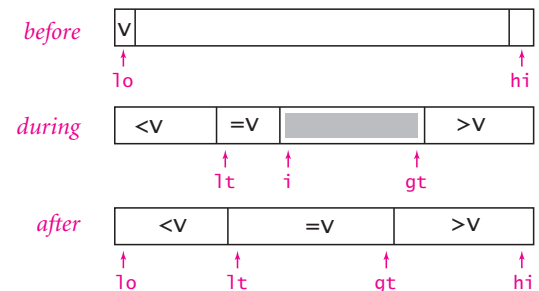 before V
lo hi
during <V =V >V
lt i gt
after <V =V >V
lo lt gt hi